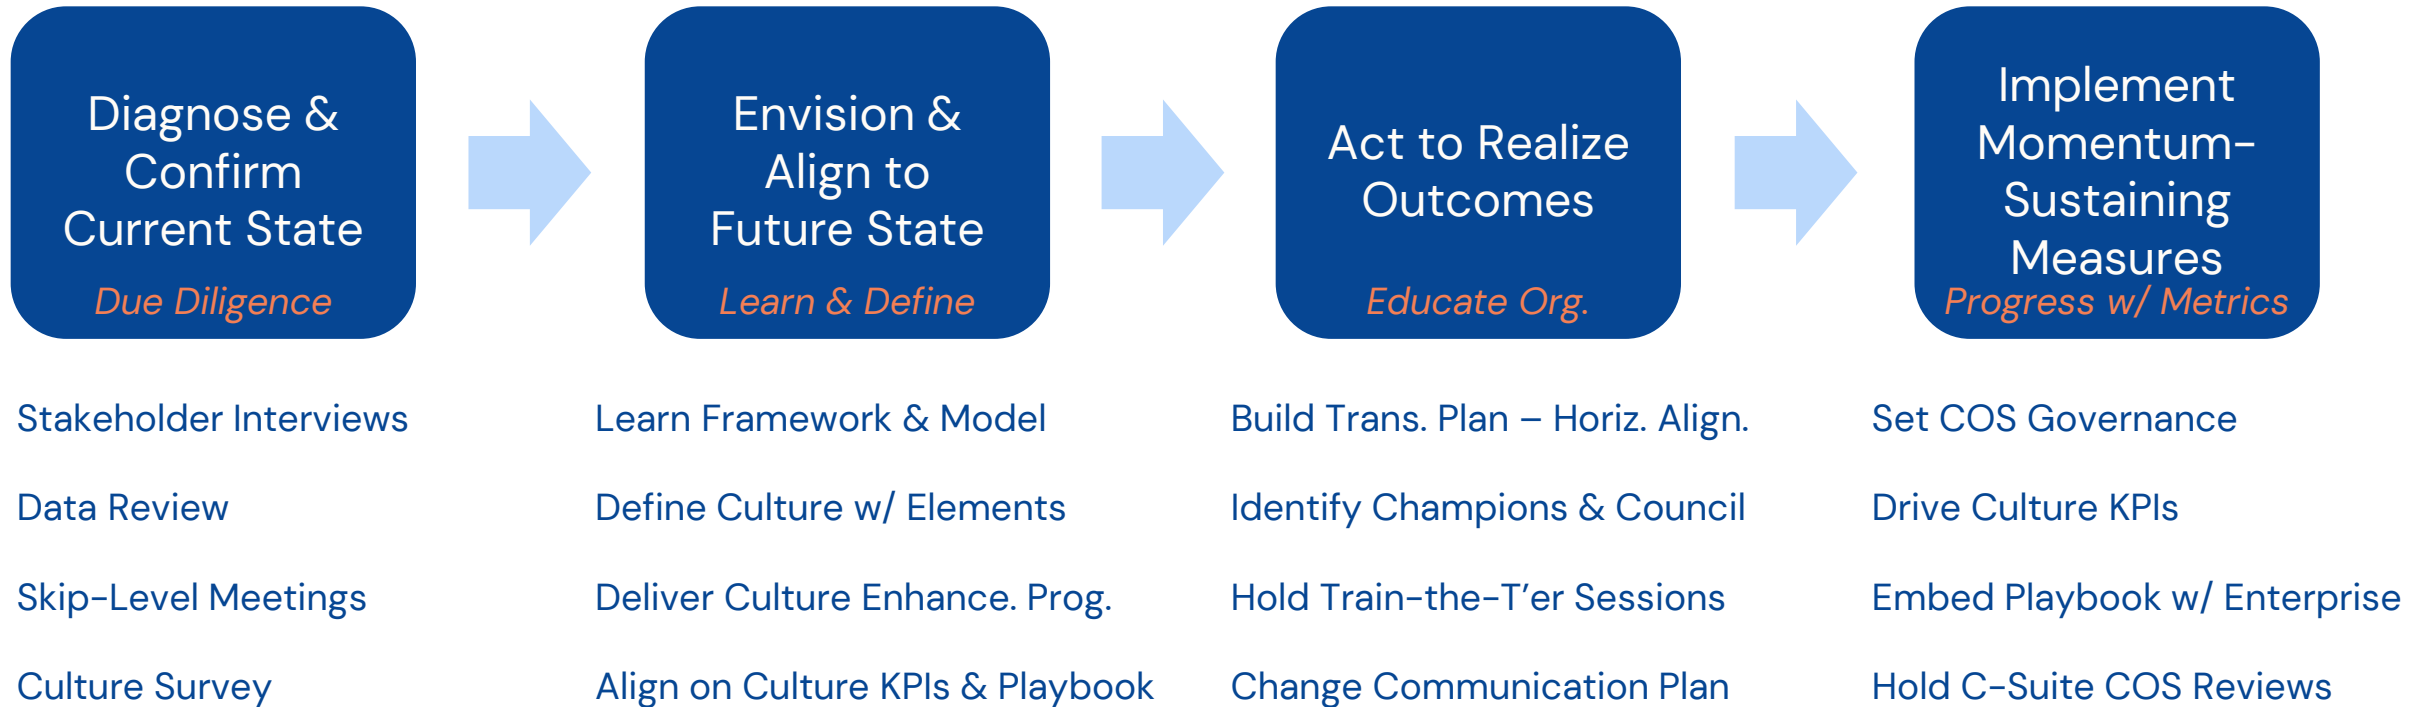 Diagnose &
Confirm
Current State
Due Diligence
Envision &
Align to
Future State
Learn & Define
Act to Realize
Outcomes
Educate Org.
Implement
Momentum-
Sustaining
Measures
Progress w/ Metrics
Stakeholder Interviews
Data Review
Skip-Level Meetings
Culture Survey
Learn Framework & Model
Define Culture w/ Elements
Deliver Culture Enhance. Prog.
Align on Culture KPIs & Playbook
Build Trans. Plan – Horiz. Align.
Identify Champions & Council
Hold Train-the-T’er Sessions
Change Communication Plan
Set COS Governance
Drive Culture KPIs
Embed Playbook w/ Enterprise
Hold C-Suite COS Reviews